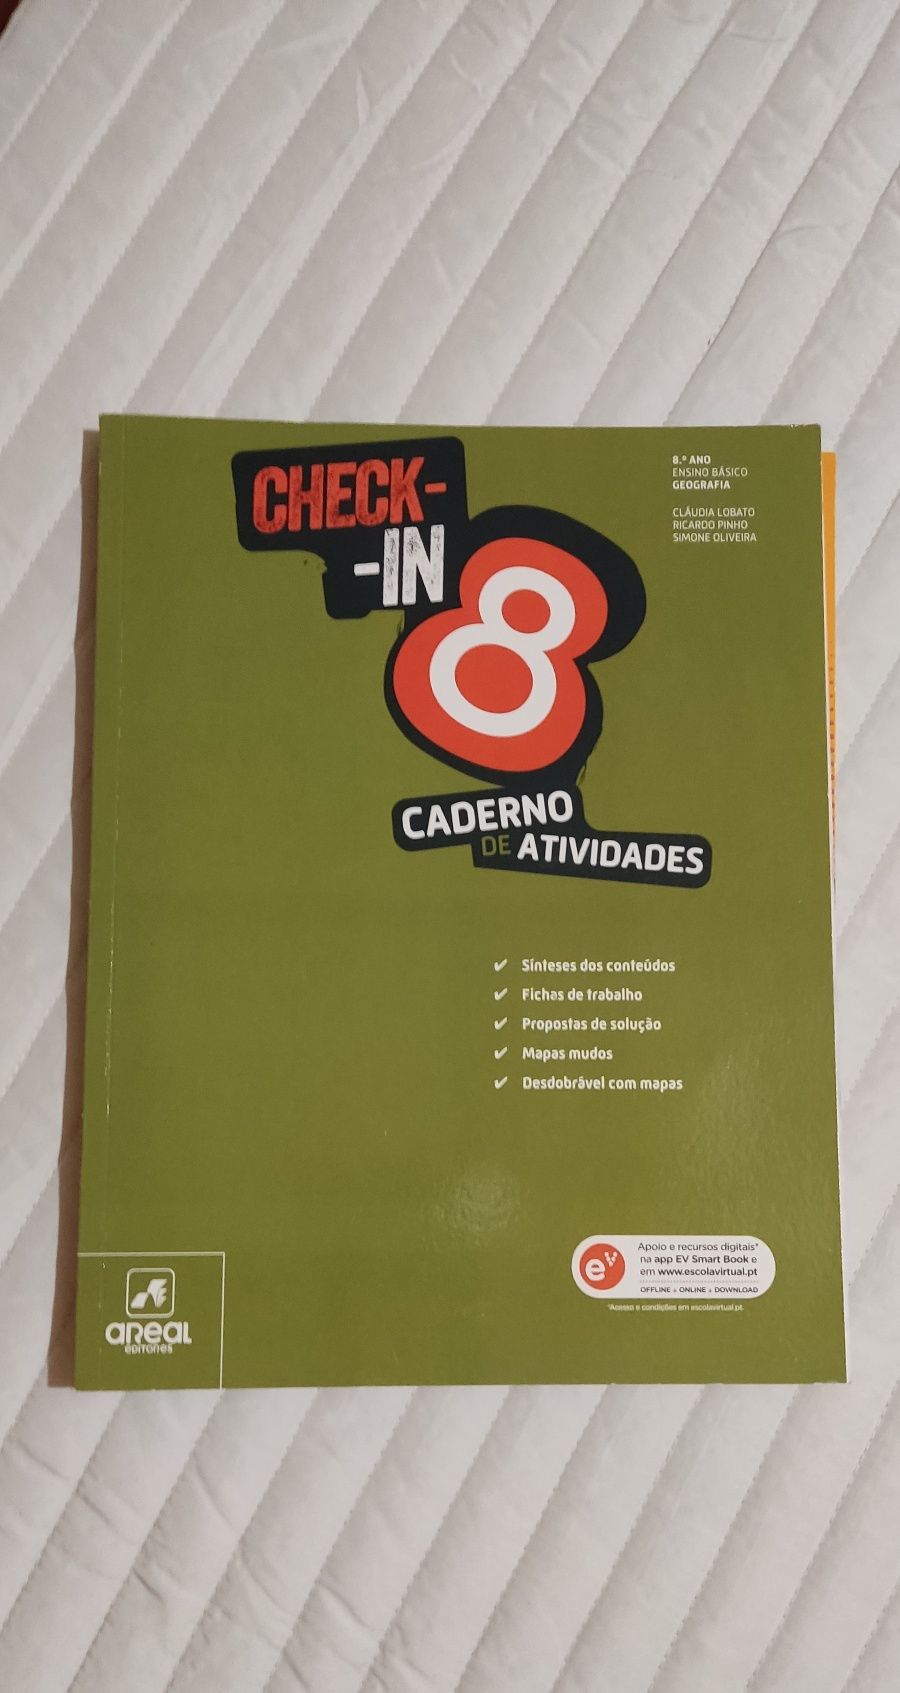 CHECK-
-IN
8
8.º ANO
ENSINO BÁSICO
GEOGRAFIA
CLÁUDIA LOBATO
RICARDO PINHO
SIMONE OLIVEIRA
CADERNO
DE ATIVIDADES
Sínteses dos conteúdos
Fichas de trabalho
Propostas de solução
Mapas mudos
Desdobrável com mapas
ev
Apoio e recursos digitais*
na app EV Smart Book e
em www.escolavirtual.pt
OFFLINE + ONLINE + DOWNLOAD
*Acesso e condições em escolavirtual.pt.
areal
EDITORES